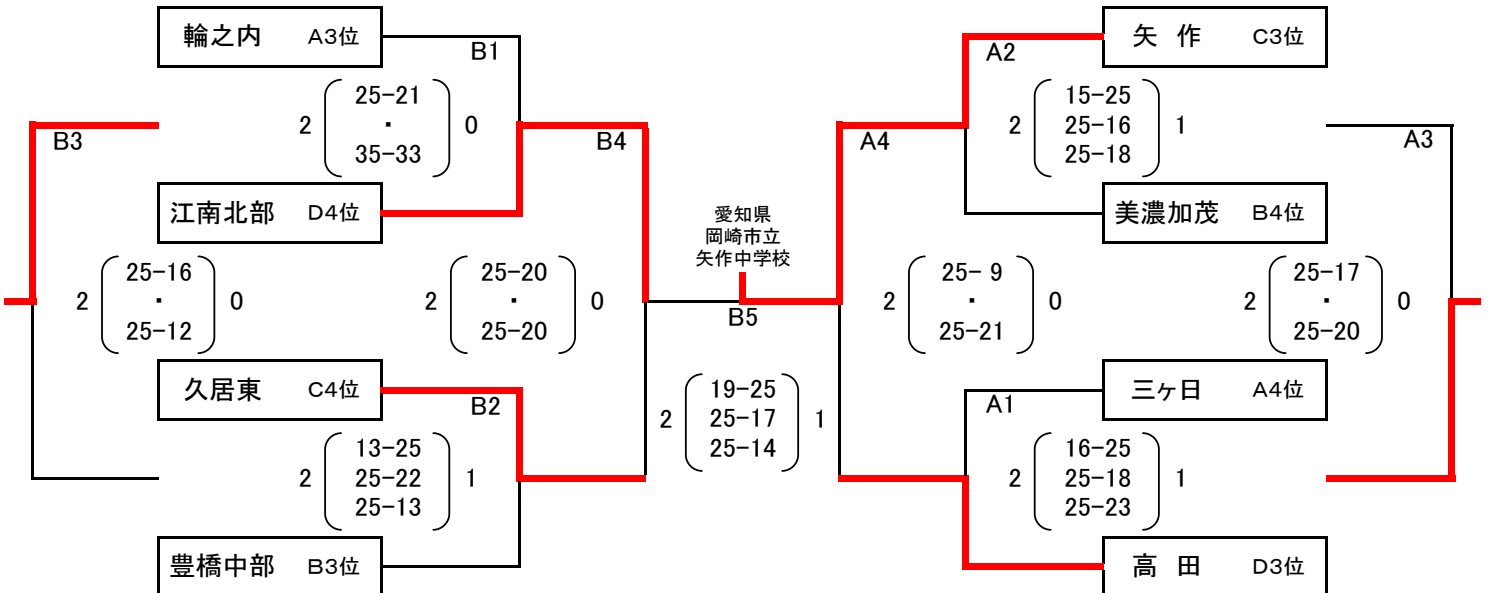 輪之内 A3位
B1
25-21
2 ・ 0
35-33
江南北部 D4位
B3
B4
25-16
2 ・ 0
25-12
25-20
2 ・ 0
25-20
久居東 C4位
B2
13-25
2 25-22 1
25-13
豊橋中部 B3位
愛知県
岡崎市立
矢作中学校
B5
19-25
2 25-17 1
25-14
矢 作 C3位
A2
15-25
2 25-16 1
25-18
A4
A3
美濃加茂 B4位
25- 9
2 ・ 0
25-21
25-17
2 ・ 0
25-20
三ヶ日 A4位
A1
16-25
2 25-18 1
25-23
高 田 D3位